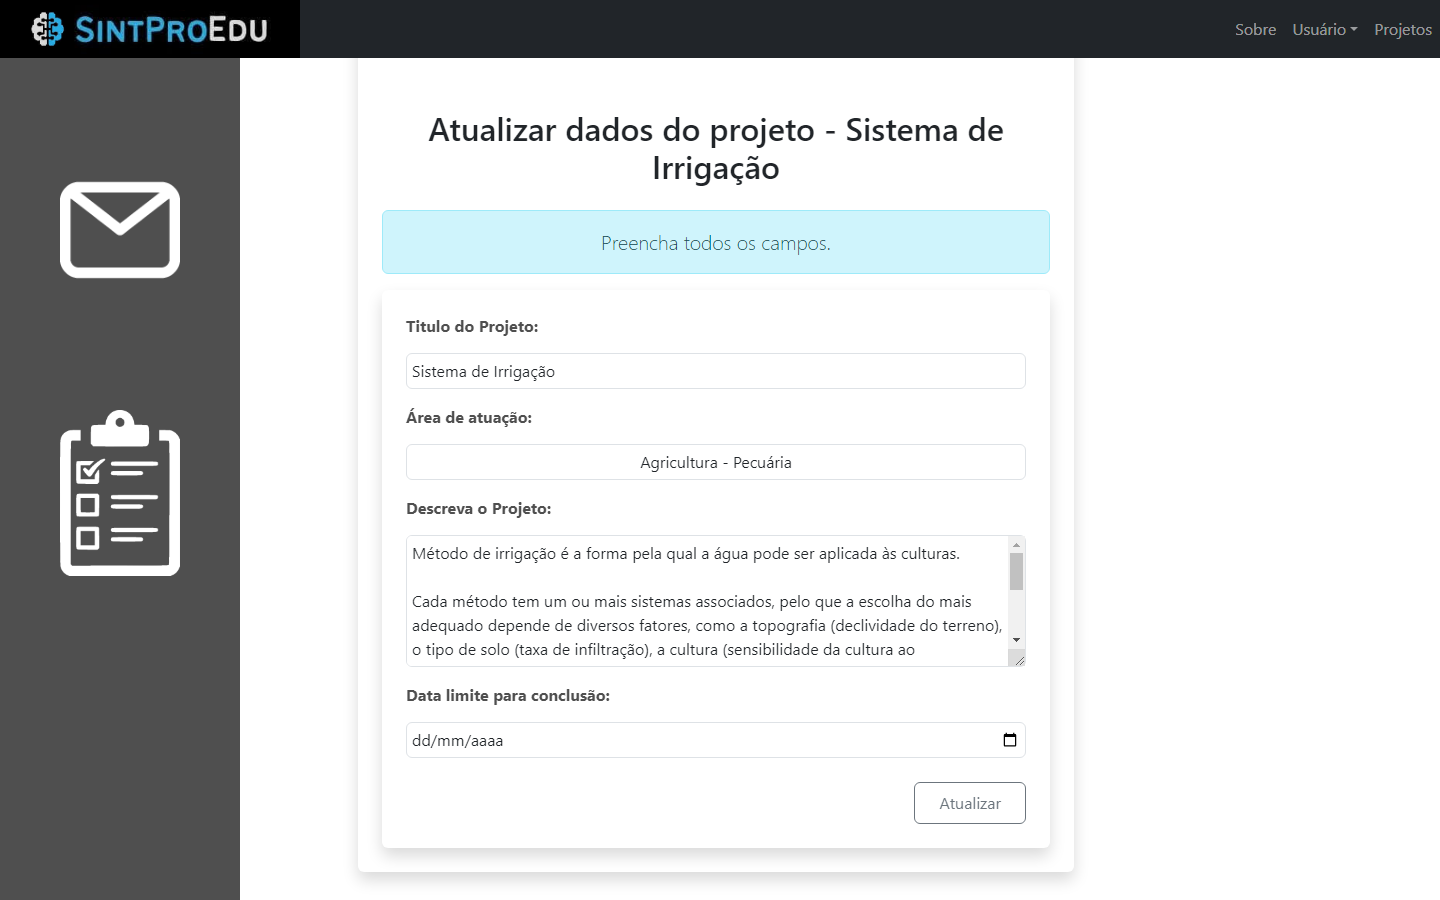 SINTPROEDU
Sobre Usuário Projetos
Atualizar dados do projeto - Sistema de
Irrigação
Preencha todos os campos.
Titulo do Projeto:
Sistema de Irrigação
Área de atuação:
Agricultura - Pecuária
Descreva o Projeto:
Método de irrigação é a forma pela qual a água pode ser aplicada às culturas.
Cada método tem um ou mais sistemas associados, pelo que a escolha do mais
adequado depende de diversos fatores, como a topografia (declividade do terreno),
o tipo de solo (taxa de infiltração), a cultura (sensibilidade da cultura ao
Data limite para conclusão:
dd/mm/aaaa
Atualizar